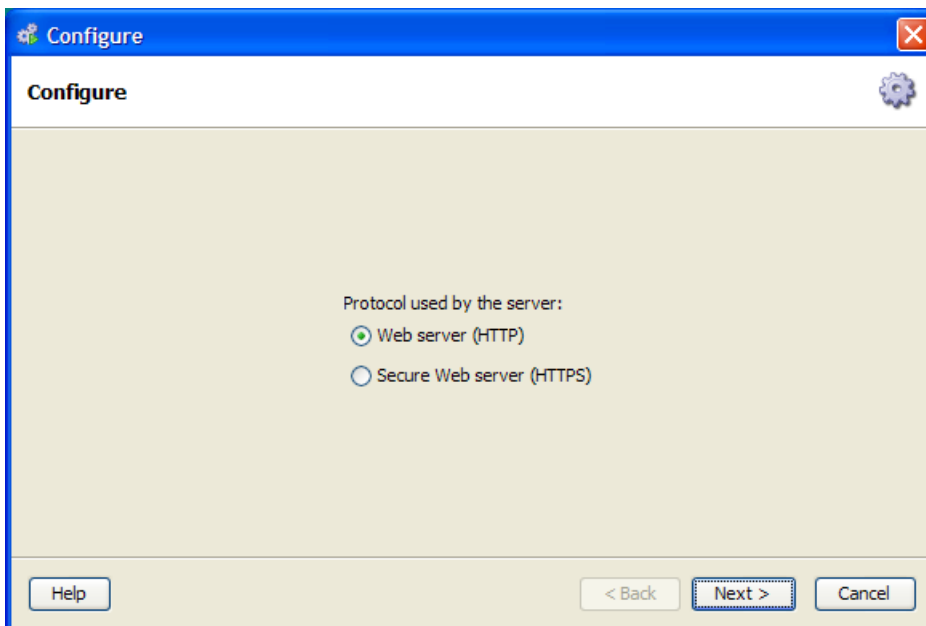 Configure
Configure
Protocol used by the server:
Web server (HTTP)
Secure Web server (HTTPS)
Help
< Back
Next >
Cancel